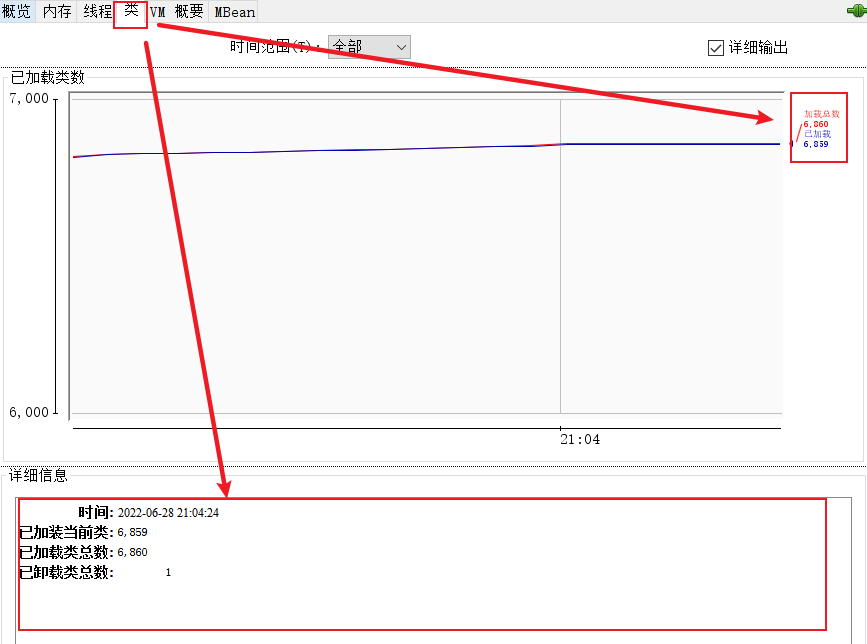 概览 内存 线程 类 VM 概要 MBean
时间范围(T): 全部 详细输出
已加载类数
7,000
加载总数
6,860
已加载
6,859
6,000
21:04
详细信息
时间: 2022-06-28 21:04:24
已加装当前类: 6,859
已加载类总数: 6,860
已卸载类总数: 1